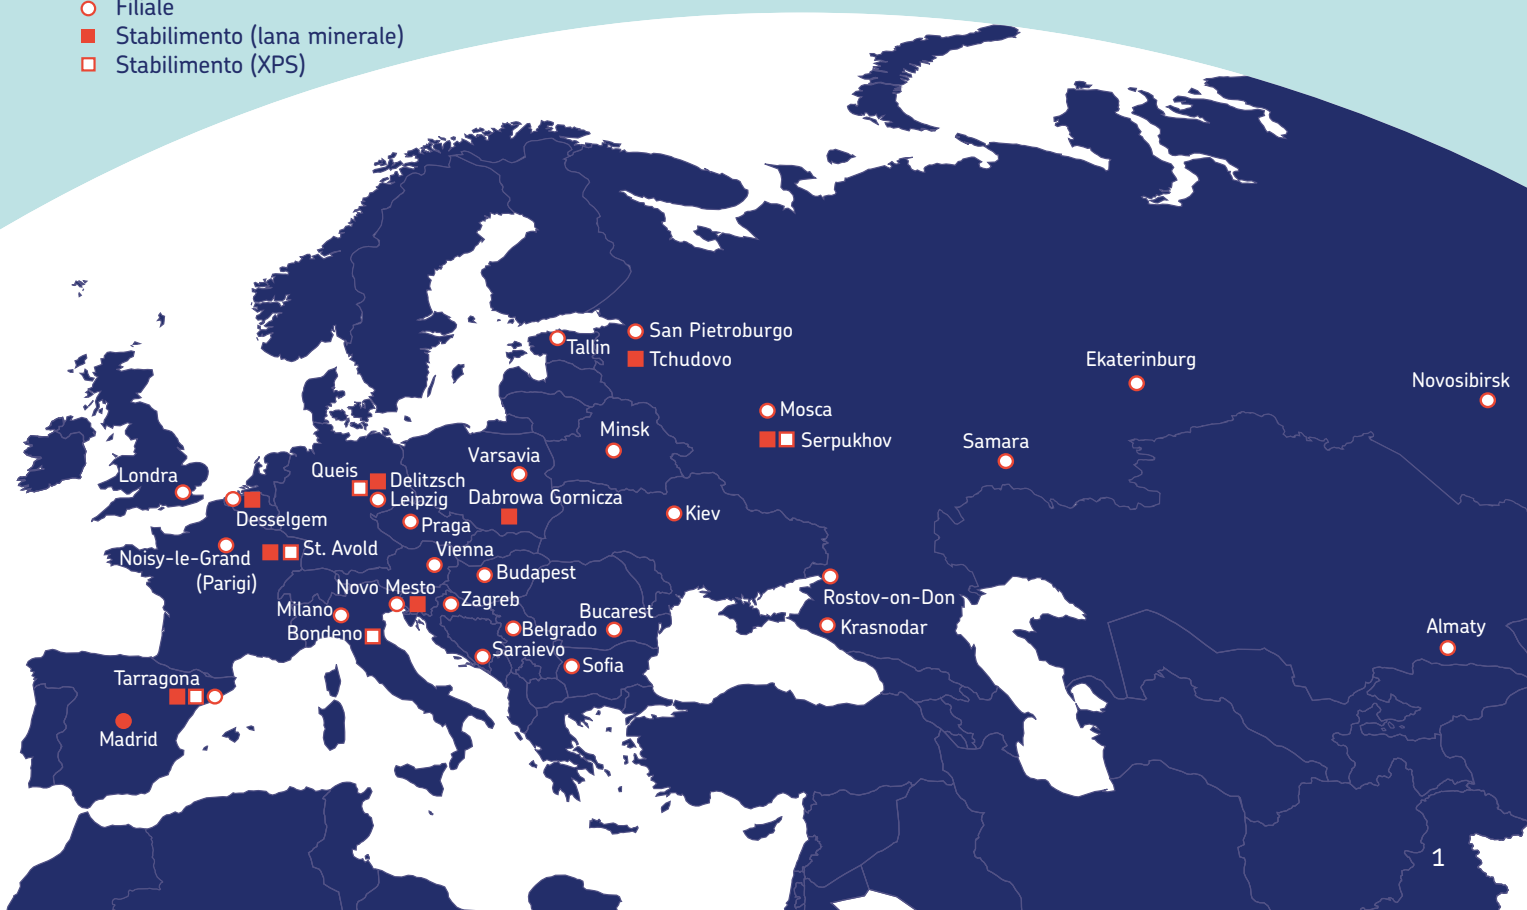 Filiale
Stabilimento (lana minerale)
Stabilimento (XPS)
San Pietroburgo
Tallin
Tchudovo
Ekaterinburg
Novosibirsk
Mosca
Minsk
Serpukhov
Samara
Varsavia
Queis
Londra
Delitzsch
Leipzig
Dabrowa Gornicza
Desselgem
Praga
Kiev
Noisy-le-Grand
(Parigi)
St. Avold
Vienna
Budapest
Novo Mesto
Zagreb
Rostov-on-Don
Milano
Bucarest
Bondeno
Belgrado
Krasnodar
Almaty
Saraievo
Sofia
Tarragona
Madrid
1